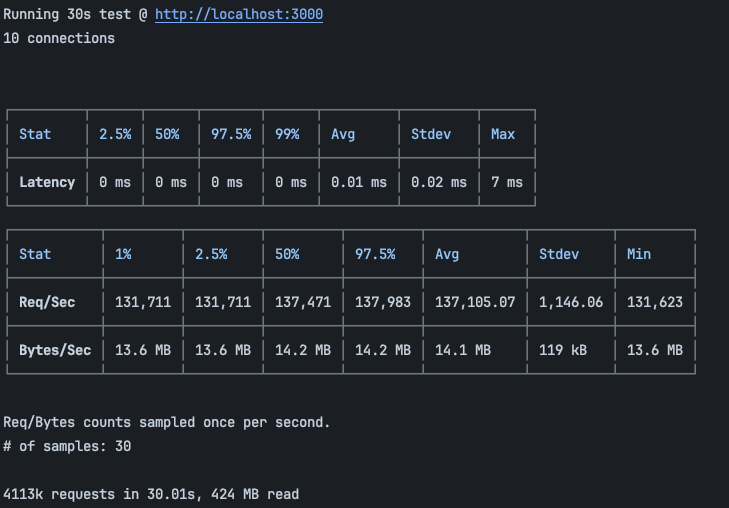 Running 30s test @ http://localhost:3000
10 connections
Stat 2.5% 50% 97.5% 99% Avg Stdev Max
Latency 0 ms 0 ms 0 ms 0 ms 0.01 ms 0.02 ms 7 ms
Stat 1% 2.5% 50% 97.5% Avg Stdev Min
Req/Sec 131,711 131,711 137,471 137,983 137,105.07 1,146.06 131,623
Bytes/Sec 13.6 MB 13.6 MB 14.2 MB 14.2 MB 14.1 MB 119 kB 13.6 MB
Req/Bytes counts sampled once per second.
# of samples: 30
4113k requests in 30.01s, 424 MB read